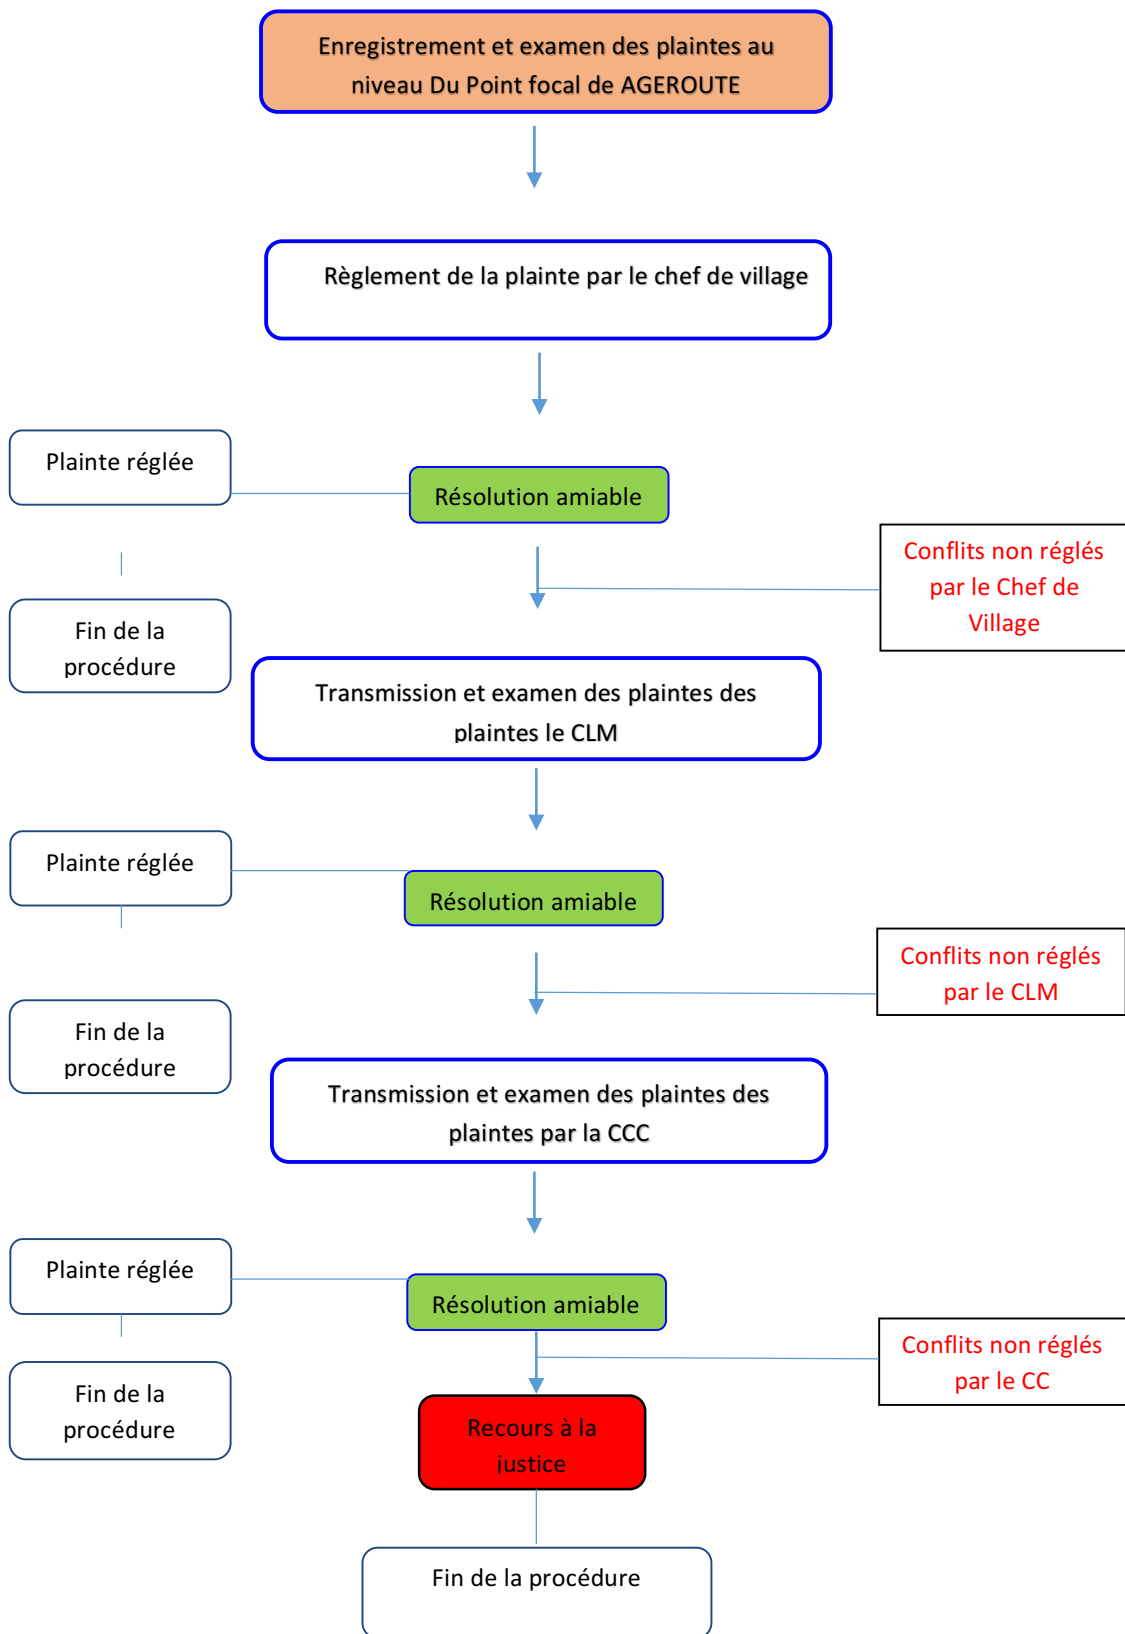 Enregistrement et examen des plaintes au
niveau Du Point focal de AGEROUTE
Règlement de la plainte par le chef de village
Plainte réglée
Résolution amiable
Conflits non réglés
par le Chef de
Village
Fin de la
procédure
Transmission et examen des plaintes des
plaintes le CLM
Plainte réglée
Résolution amiable
Conflits non réglés
par le CLM
Fin de la
procédure
Transmission et examen des plaintes des
plaintes par la CCC
Plainte réglée
Résolution amiable
Conflits non réglés
par le CC
Fin de la
procédure
Recours à la
justice
Fin de la procédure